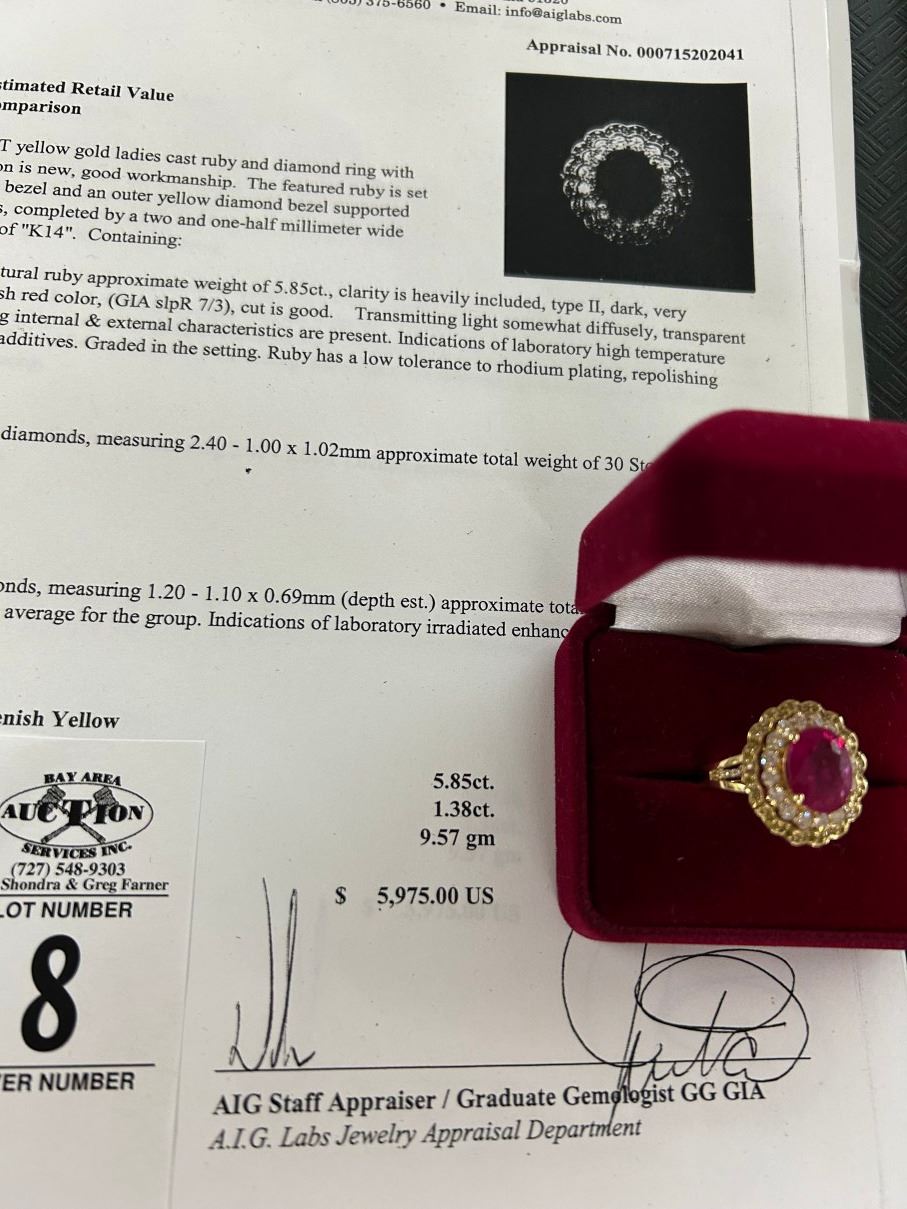 375-6560 • Email: info@aiglabs.com
Appraisal No. 000715202041
stimated Retail Value
omparison
T yellow gold ladies cast ruby and diamond ring with
on is new, good workmanship. The featured ruby is set
bezel and an outer yellow diamond bezel supported
s, completed by a two and one-half millimeter wide
of "K14". Containing:
tural ruby approximate weight of 5.85ct., clarity is heavily included, type II, dark, very
sh red color, (GIA slpR 7/3), cut is good. Transmitting light somewhat diffusely, transparent
g internal & external characteristics are present. Indications of laboratory high temperature
additives. Graded in the setting. Ruby has a low tolerance to rhodium plating, repolishing
diamonds, measuring 2.40 - 1.00 x 1.02mm approximate total weight of 30 St
onds, measuring 1.20 - 1.10 x 0.69mm (depth est.) approximate tota
average for the group. Indications of laboratory irradiated enhanc
enish Yellow
5.85ct.
1.38ct.
9.57 gm
$ 5,975.00 US
BAY AREA
AUCTION
SERVICES INC.
(727) 548-9303
Shondra & Greg Farner
LOT NUMBER
8
ER NUMBER
AIG Staff Appraiser / Graduate Gemologist GG GIA
A.I.G. Labs Jewelry Appraisal Department